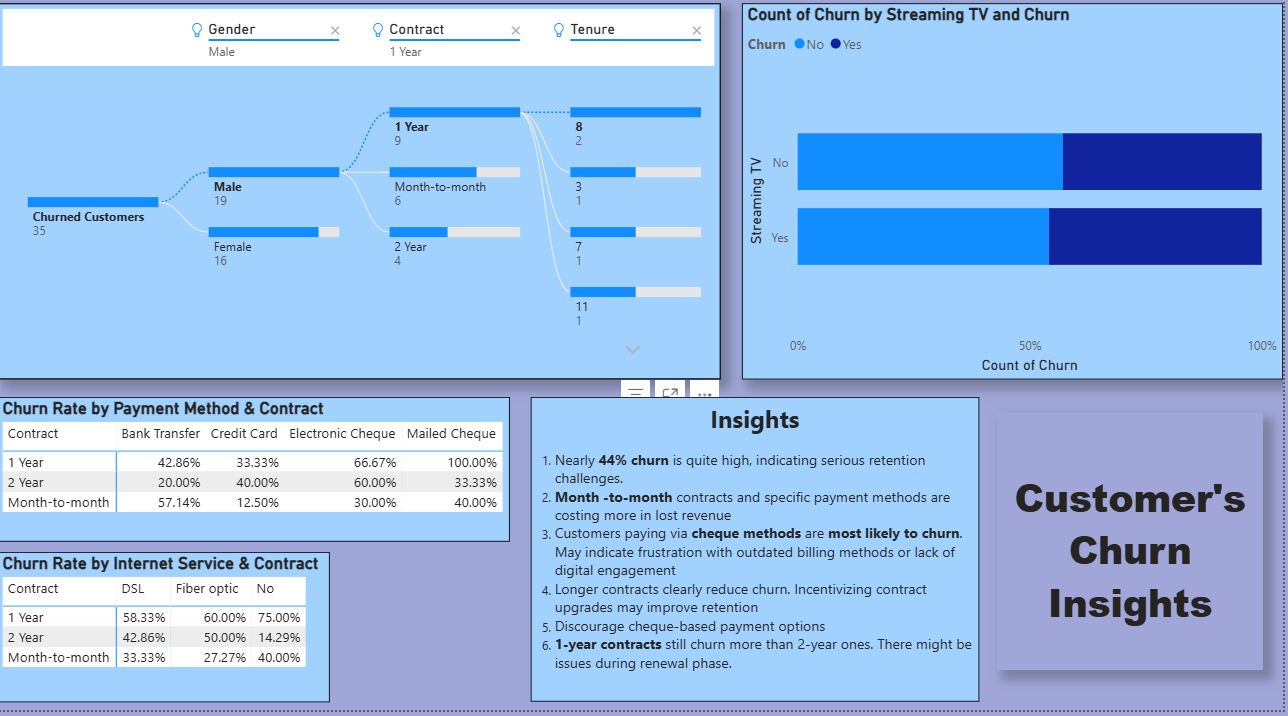 Gender ×
Male
Contract ×
1 Year
Tenure ×
Churned Customers
35
Male
19
Female
16
1 Year
9
Month-to-month
6
2 Year
4
8
2
3
1
7
1
11
1
Count of Churn by Streaming TV and Churn
Churn No Yes
Streaming TV
No
Yes
0% 50% 100%
Count of Churn
Churn Rate by Payment Method & Contract
Contract Bank Transfer Credit Card Electronic Cheque Mailed Cheque
1 Year 42.86% 33.33% 66.67% 100.00%
2 Year 20.00% 40.00% 60.00% 33.33%
Month-to-month 57.14% 12.50% 30.00% 40.00%
Churn Rate by Internet Service & Contract
Contract DSL Fiber optic No
1 Year 58.33% 60.00% 75.00%
2 Year 42.86% 50.00% 14.29%
Month-to-month 33.33% 27.27% 40.00%
Insights
1. Nearly 44% churn is quite high, indicating serious retention
challenges.
2. Month -to-month contracts and specific payment methods are
costing more in lost revenue
3. Customers paying via cheque methods are most likely to churn.
May indicate frustration with outdated billing methods or lack of
digital engagement
4. Longer contracts clearly reduce churn. Incentivizing contract
upgrades may improve retention
5. Discourage cheque-based payment options
6. 1-year contracts still churn more than 2-year ones. There might be
issues during renewal phase.
Customer's
Churn
Insights